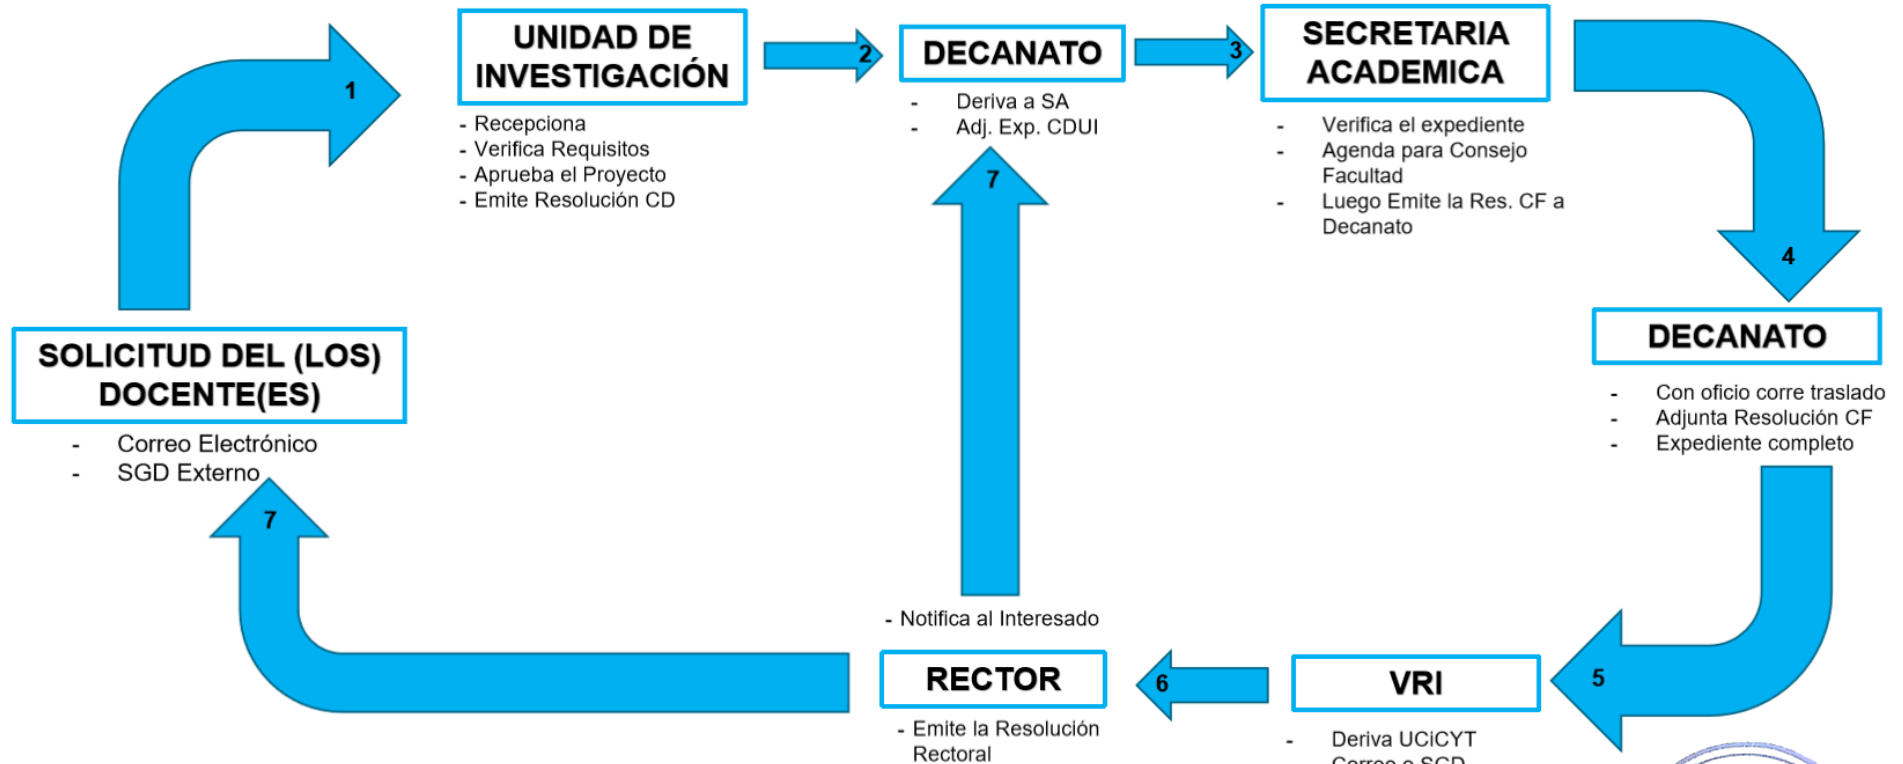 1
UNIDAD DE
INVESTIGACIÓN
- Recepciona
- Verifica Requisitos
- Aprueba el Proyecto
- Emite Resolución CD
2
DECANATO
- Deriva a SA
- Adj. Exp. CDUI
3
SECRETARIA
ACADEMICA
- Verifica el expediente
- Agenda para Consejo
Facultad
- Luego Emite la Res. CF a
Decanato
4
DECANATO
- Con oficio corre traslado
- Adjunta Resolución CF
- Expediente completo
5
VRI
- Deriva UCiCYT
6
- Notifica al Interesado
RECTOR
- Emite la Resolución
Rectoral
7
7
SOLICITUD DEL (LOS)
DOCENTE(ES)
- Correo Electrónico
- SGD Externo